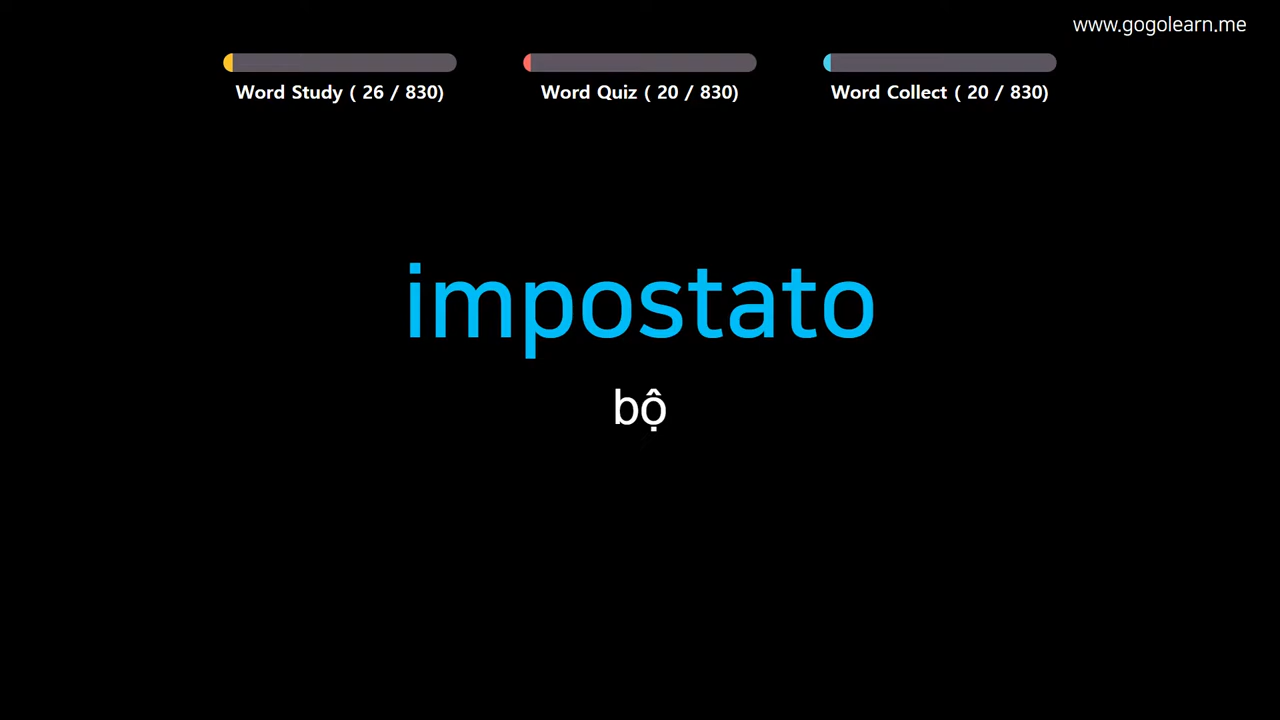 www.gogolearn.me
Word Study ( 26 / 830)
Word Quiz ( 20 / 830)
Word Collect ( 20 / 830)
impostato
bộ